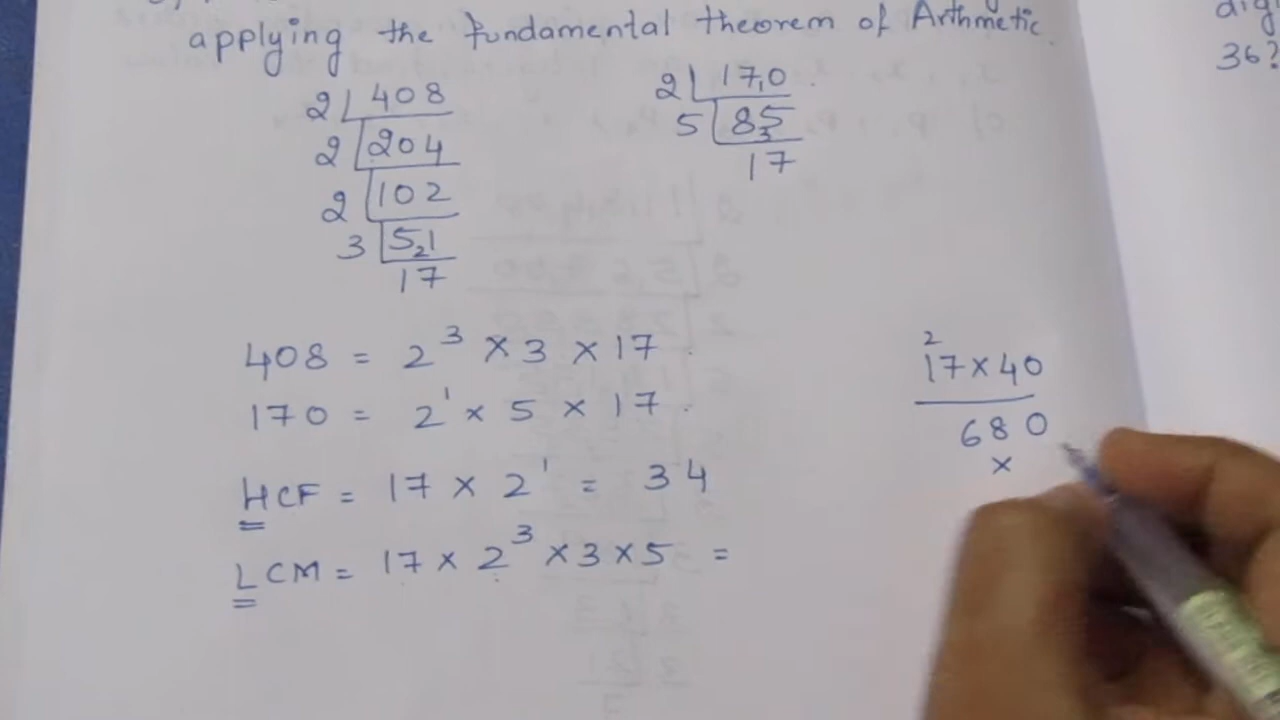 applying the fundamental theorem of Arithmetic.
2 | 408
2 | 204
2 | 102
3 | 51
17
2 | 170
5 | 85
17
408 = 2³ × 3 × 17
170 = 2¹ × 5 × 17
HCF = 17 × 2¹ = 34
LCM = 17 × 2³ × 3 × 5 =
2
17 × 40
680
×
36?